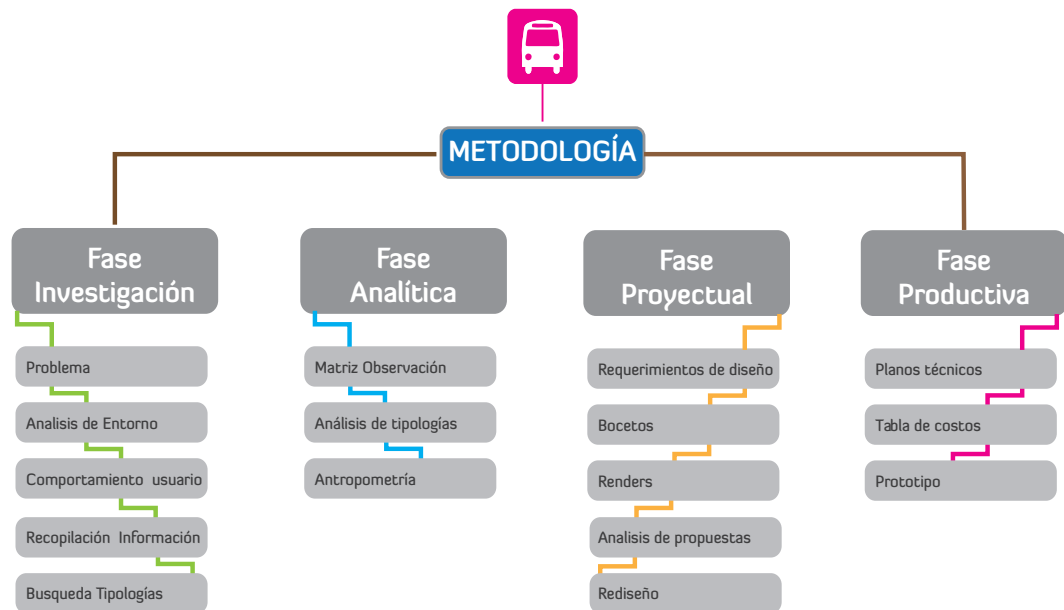 METODOLOGÍA
Fase
Investigación
Problema
Analisis de Entorno
Comportamiento usuario
Recopilación Información
Busqueda Tipologías
Fase
Analítica
Matriz Observación
Análisis de tipologías
Antropometría
Fase
Proyectual
Requerimientos de diseño
Bocetos
Renders
Analisis de propuestas
Rediseño
Fase
Productiva
Planos técnicos
Tabla de costos
Prototipo